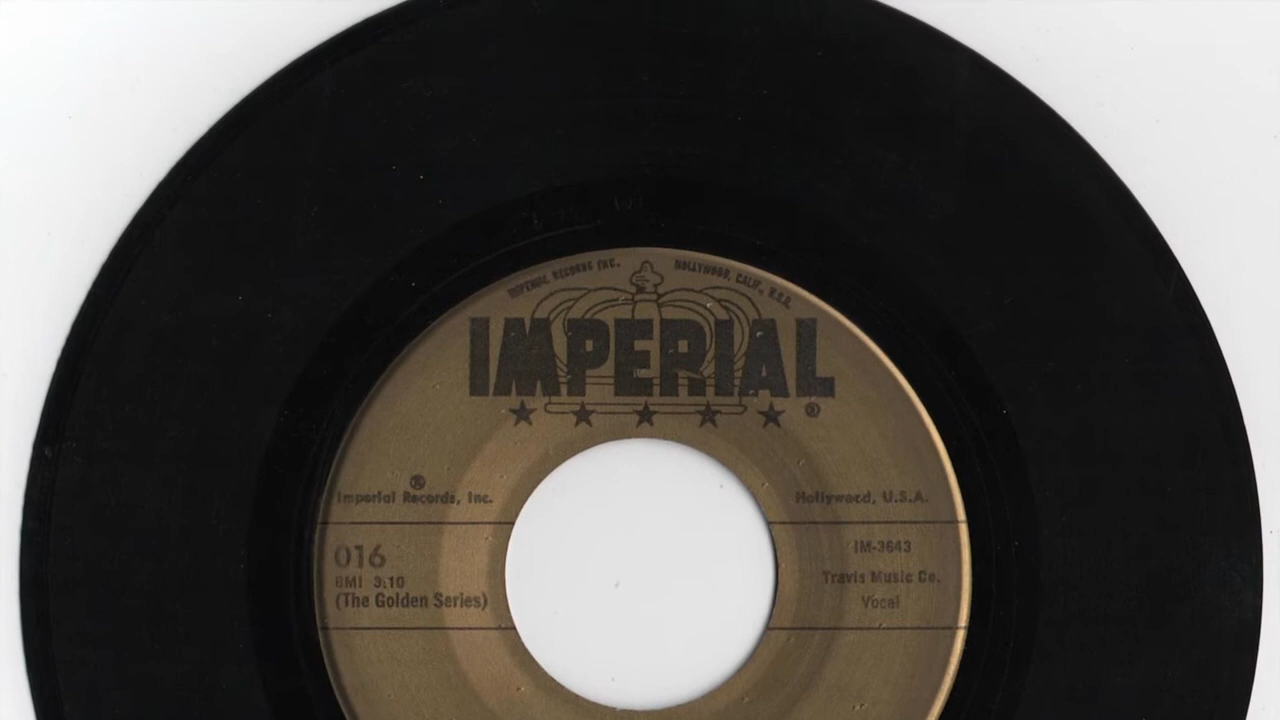 IMPERIAL RECORDS INC. HOLLYWOOD, CALIF., U.S.A.
IMPERIAL
®
®
Imperial Records, Inc. Hollywood, U.S.A.
016
BMI 3:10
(The Golden Series)
IM-3643
Travis Music Co.
Vocal